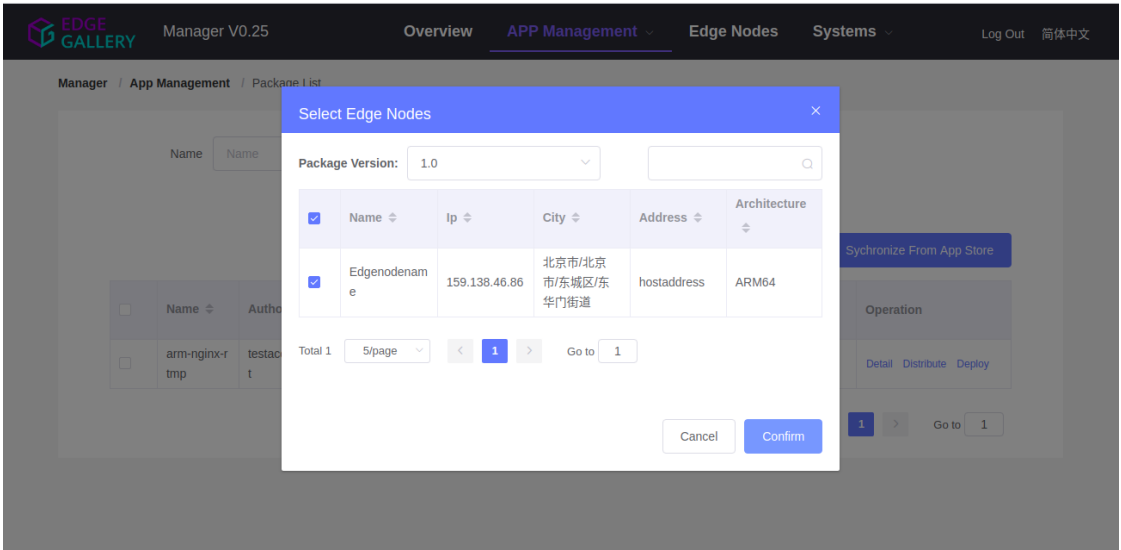 EDGE
GALLERY
Manager V0.25
Overview
APP Management
Edge Nodes
Systems
Log Out
简体中文
Manager / App Management / Package List
Select Edge Nodes
Name
Name
Package Version:
1.0
Name
Ip
City
Address
Architecture
Edgenodenam
e
159.138.46.86
北京市/北京
市/东城区/东
华门街道
hostaddress
ARM64
Total 1
5/page
1
Go to
1
Cancel
Confirm
Sychronize From App Store
Name
Autho
Operation
arm-nginx-r
tmp
testac
t
Detail
Distribute
Deploy
1
Go to
1